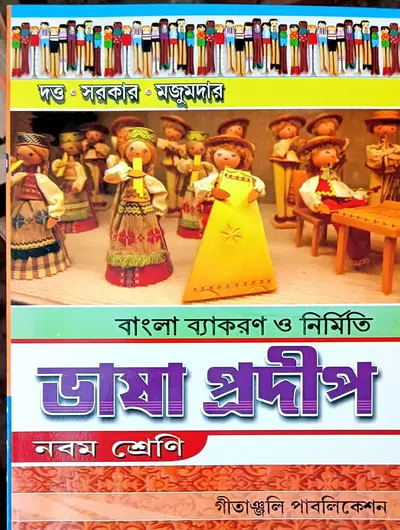 দত্ত • সরকার • মজুমদার
বাংলা ব্যাকরণ ও নির্মিতি
ভাষা প্রদীপ
নবম শ্রেণি
গীতাঞ্জলি পাবলিকেশন